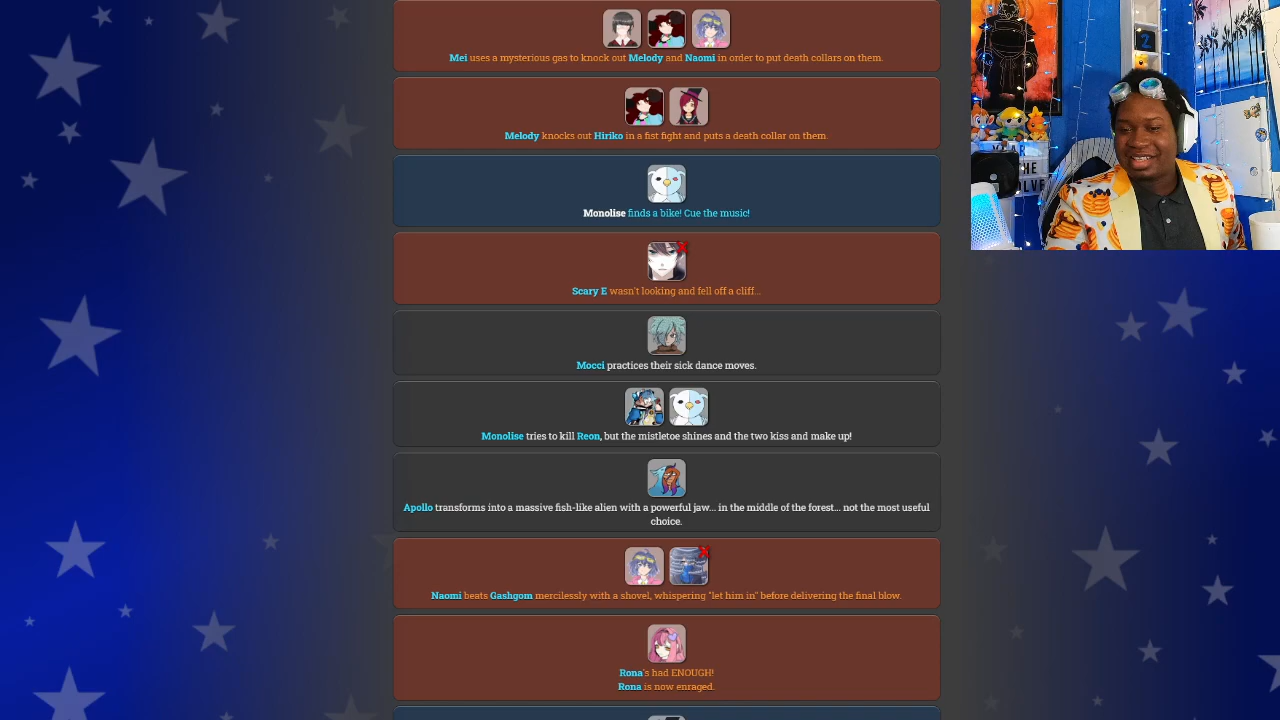 Mei uses a mysterious gas to knock out Melody and Naomi in order to put death collars on them.
Melody knocks out Hiriko in a fist fight and puts a death collar on them.
Monolise finds a bike! Cue the music!
Scary E wasn't looking and fell off a cliff...
Mocci practices their sick dance moves.
Monolise tries to kill Reon, but the mistletoe shines and the two kiss and make up!
Apollo transforms into a massive fish-like alien with a powerful jaw... in the middle of the forest... not the most useful
choice.
Naomi beats Gashgom mercilessly with a shovel, whispering "let him in" before delivering the final blow.
Rona's had ENOUGH!
Rona is now enraged.
2
THE